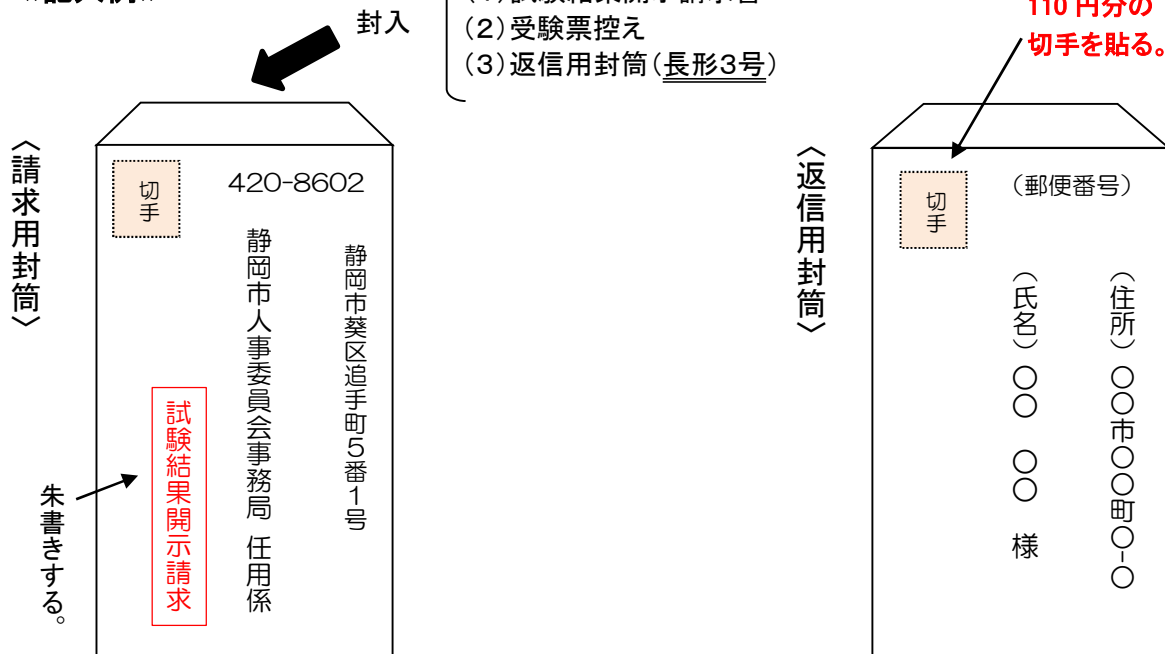 封入
(2)受験票控え
(3)返信用封筒(長形3号)
110円分の
切手を貼る。
〈請求用封筒〉
切手
420-8602
静岡市葵区追手町5番1号
静岡市人事委員会事務局 任用係
試験結果開示請求
朱書きする。
〈返信用封筒〉
切手
(郵便番号)
(住所)〇〇市〇〇町〇-〇
(氏名)〇〇 〇〇 様